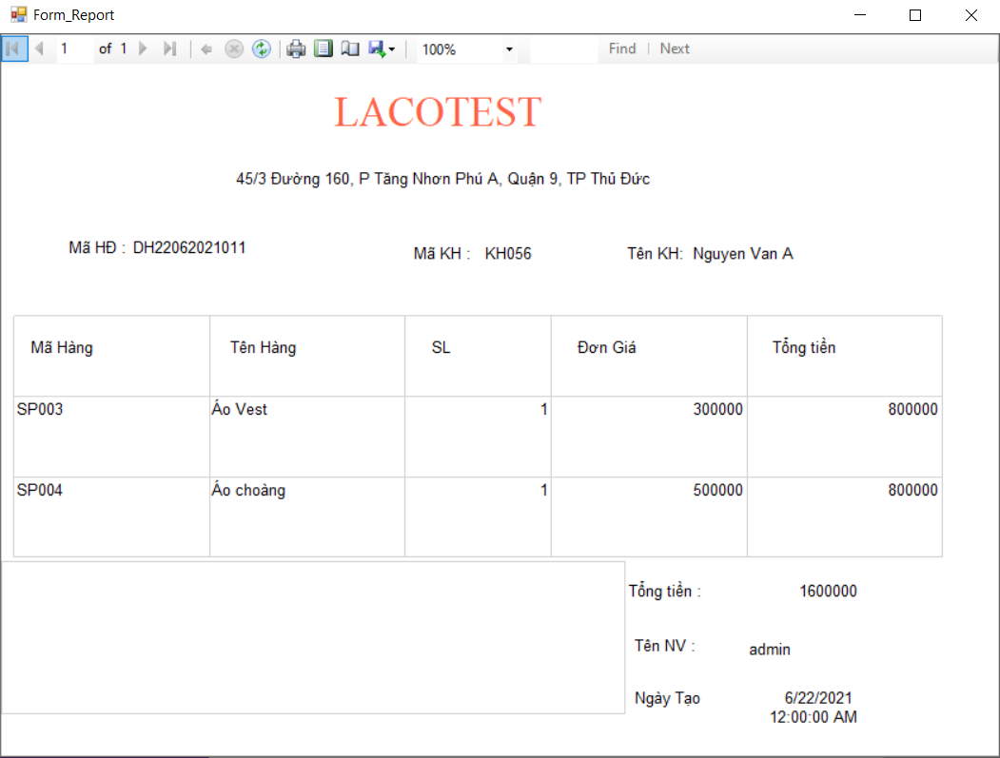 Form_Report
1 of 1 100% Find Next
LACOTEST
45/3 Đường 160, P Tăng Nhơn Phú A, Quận 9, TP Thủ Đức
Mã HĐ : DH22062021011 Mã KH : KH056 Tên KH: Nguyen Van A
Mã Hàng Tên Hàng SL Đơn Giá Tổng tiền
SP003 Áo Vest 1 300000 800000
SP004 Áo choàng 1 500000 800000
Tổng tiền : 1600000
Tên NV : admin
Ngày Tạo 6/22/2021
12:00:00 AM